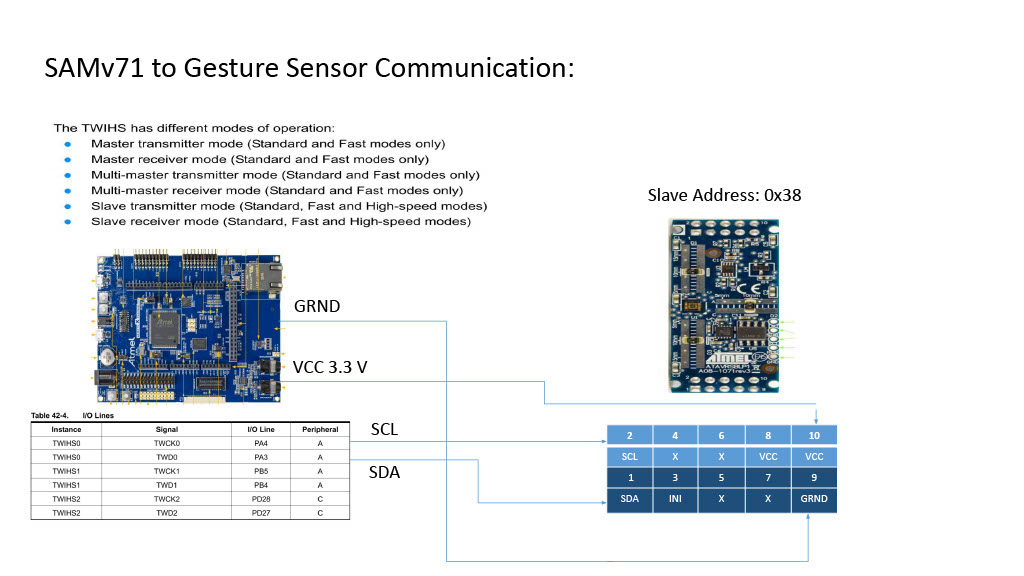 SAMv71 to Gesture Sensor Communication:
The TWIHS has different modes of operation:
Master transmitter mode (Standard and Fast modes only)
Master receiver mode (Standard and Fast modes only)
Multi-master transmitter mode (Standard and Fast modes only)
Multi-master receiver mode (Standard and Fast modes only)
Slave transmitter mode (Standard, Fast and High-speed modes)
Slave receiver mode (Standard, Fast and High-speed modes)
Slave Address: 0x38
GRND
VCC 3.3 V
Atmel
ATMEL
ATAVRSBLP1
A08-1071rev3
Table 42-4. I/O Lines
Instance Signal I/O Line Peripheral
TWIHS0 TWCK0 PA4 A
TWIHS0 TWD0 PA3 A
TWIHS1 TWCK1 PB5 A
TWIHS1 TWD1 PB4 A
TWIHS2 TWCK2 PD28 C
TWIHS2 TWD2 PD27 C
SCL
SDA
2 4 6 8 10
SCL X X VCC VCC
1 3 5 7 9
SDA INI X X GRND